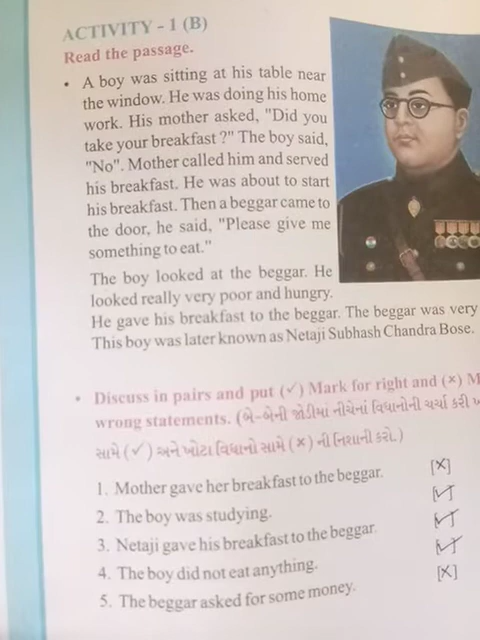 ACTIVITY - 1 (B)
Read the passage.
• A boy was sitting at his table near
the window. He was doing his home
work. His mother asked, "Did you
take your breakfast ?" The boy said,
"No". Mother called him and served
his breakfast. He was about to start
his breakfast. Then a beggar came to
the door, he said, "Please give me
something to eat."
The boy looked at the beggar. He
looked really very poor and hungry.
He gave his breakfast to the beggar. The beggar was very
This boy was later known as Netaji Subhash Chandra Bose.
• Discuss in pairs and put (✓) Mark for right and (×) M
wrong statements. (બે-બેની જોડીમાં નીચેનાં વિધાનોની ચર્ચા કરી
સામે (✓) અને ખોટા વિધાનો સામે (×) ની નિશાની કરો.)
1. Mother gave her breakfast to the beggar. [×]
2. The boy was studying. [✓]
3. Netaji gave his breakfast to the beggar. [✓]
4. The boy did not eat anything. [✓]
5. The beggar asked for some money. [×]